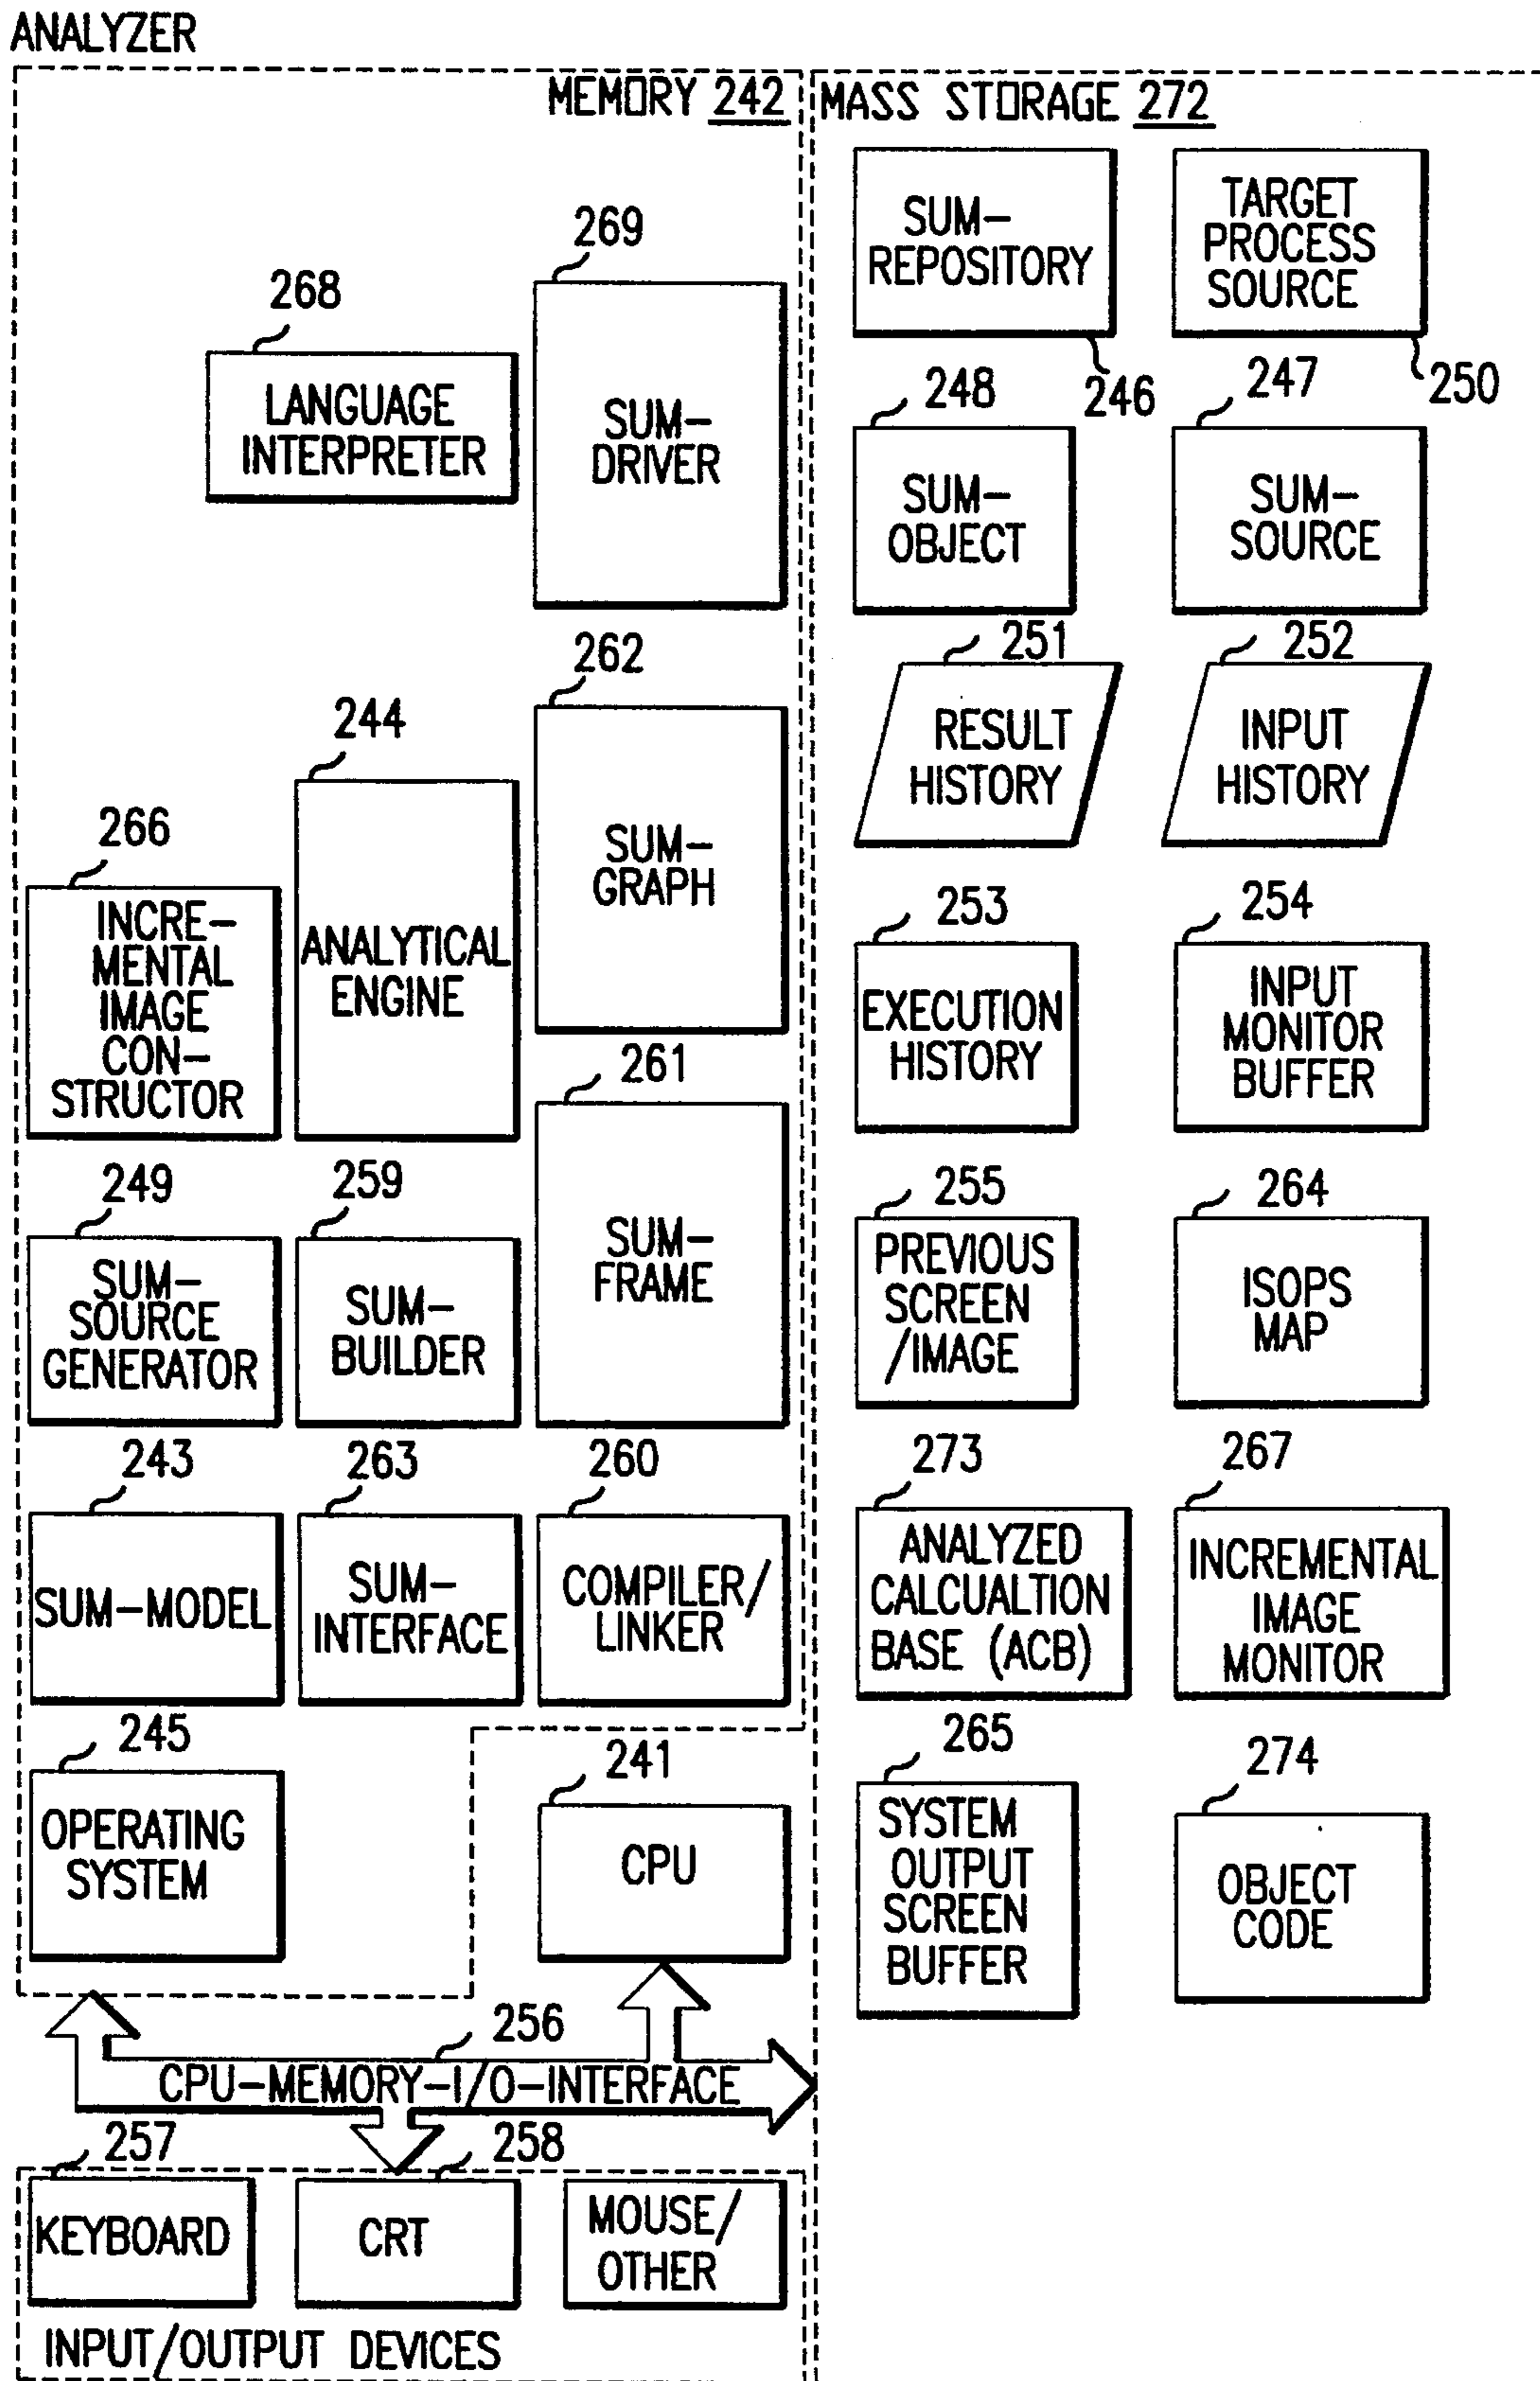 ANALYZER
MEMORY 242
MASS STORAGE 272
269
268
SUM-
DRIVER
LANGUAGE
INTERPRETER
262
244
266
SUM-
GRAPH
ANALYTICAL
ENGINE
INCRE-
MENTAL
IMAGE
CON-
STRUCTOR
261
249
259
SUM-
FRAME
SUM-
SOURCE
GENERATOR
SUM-
BUILDER
243
263
260
SUM-MODEL
SUM-
INTERFACE
COMPILER/
LINKER
245
241
OPERATING
SYSTEM
CPU
256
CPU-MEMORY-I/O-INTERFACE
257
258
KEYBOARD
CRT
MOUSE/
OTHER
INPUT/OUTPUT DEVICES
SUM-
REPOSITORY
246
TARGET
PROCESS
SOURCE
250
248
SUM-
OBJECT
247
SUM-
SOURCE
251
RESULT
HISTORY
252
INPUT
HISTORY
253
EXECUTION
HISTORY
254
INPUT
MONITOR
BUFFER
255
PREVIOUS
SCREEN
/IMAGE
264
ISOPS
MAP
273
ANALYZED
CALCUALTION
BASE (ACB)
267
INCREMENTAL
IMAGE
MONITOR
265
SYSTEM
OUTPUT
SCREEN
BUFFER
274
OBJECT
CODE